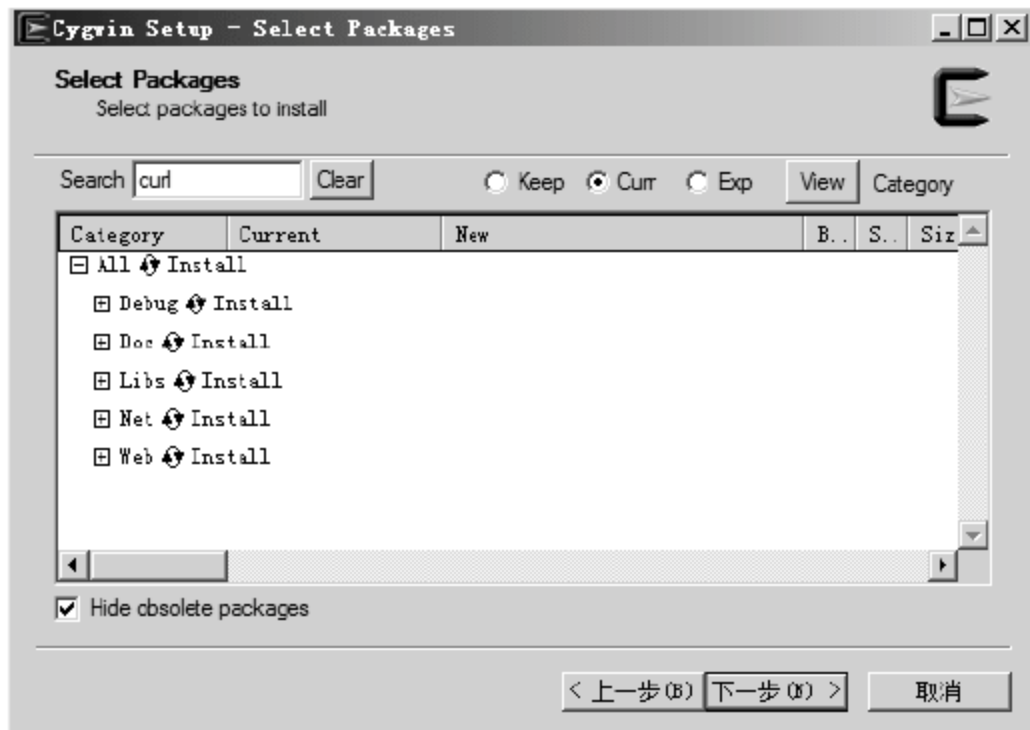 Cygwin Setup - Select Packages
Select Packages
Select packages to install
Search curl Clear Keep Curr Exp View Category
Category Current New B.. S.. Siz
All Install
Debug Install
Doc Install
Libs Install
Net Install
Web Install
Hide obsolete packages
< 上一步(B) 下一步(N) > 取消